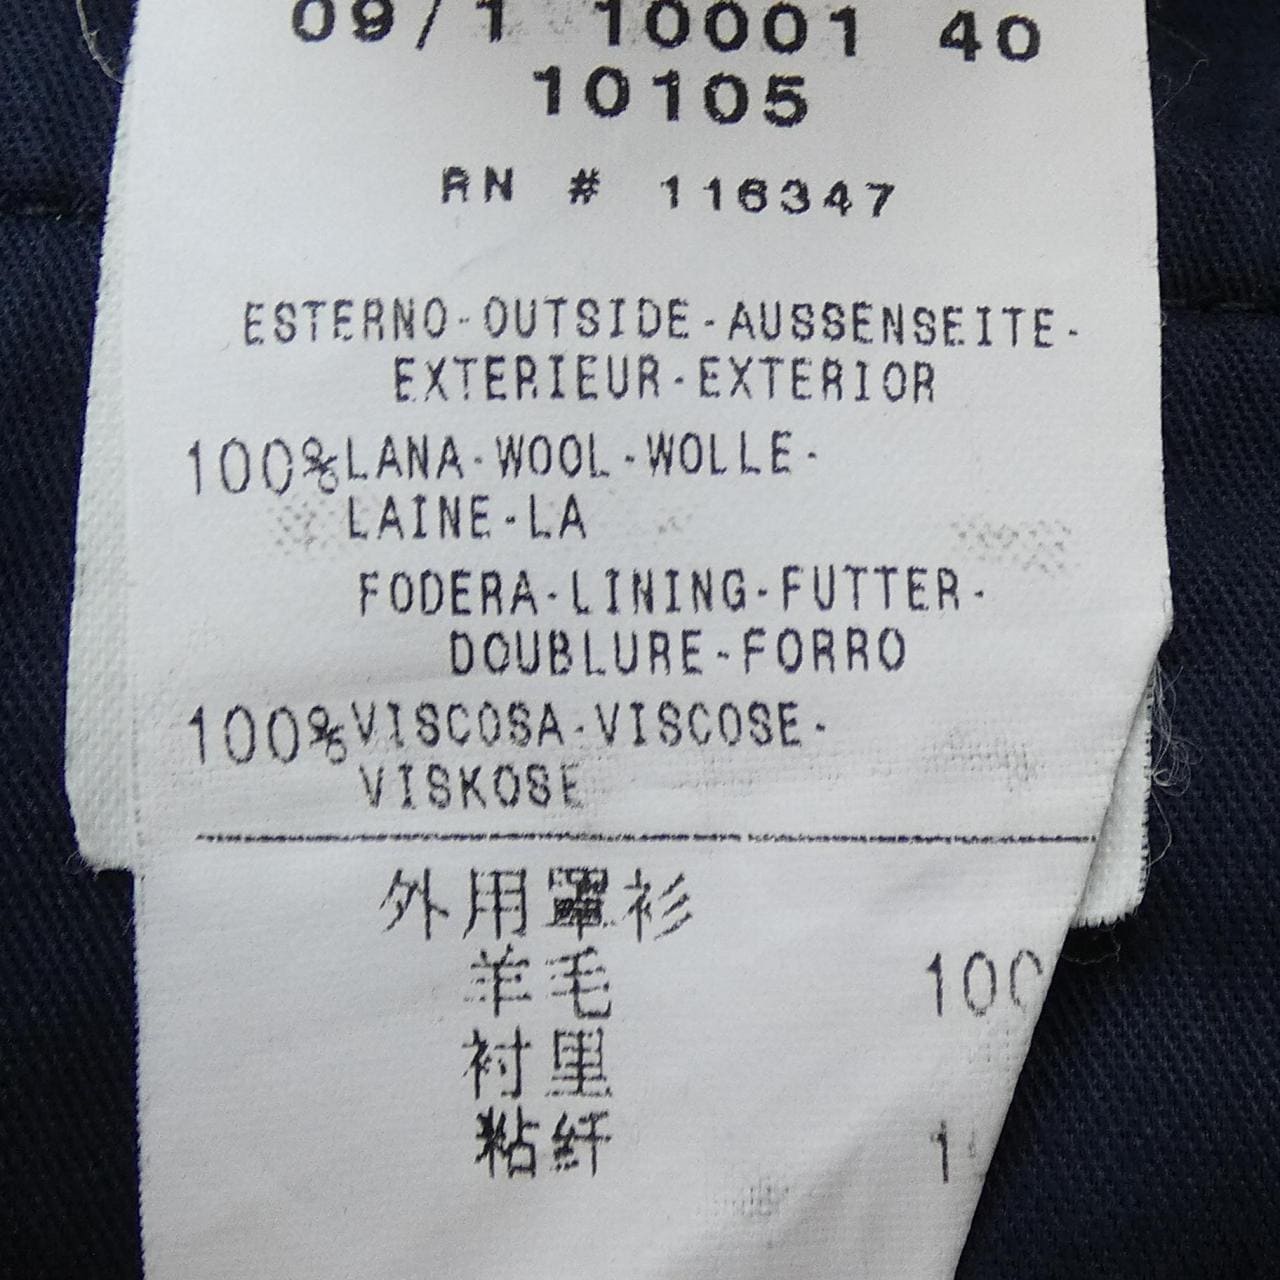 09/1 10001 40
10105
RN # 116347
ESTERNO-OUTSIDE-AUSSENSEITE-
EXTERIEUR-EXTERIOR
100%LANA-WOOL-WOLLE-
LAINE-LA
FODERA-LINING-FUTTER-
DOUBLURE-FORRO
100%VISCOSA-VISCOSE-
VISKOSE
外用罩衫
羊毛 100
衬里
粘纤